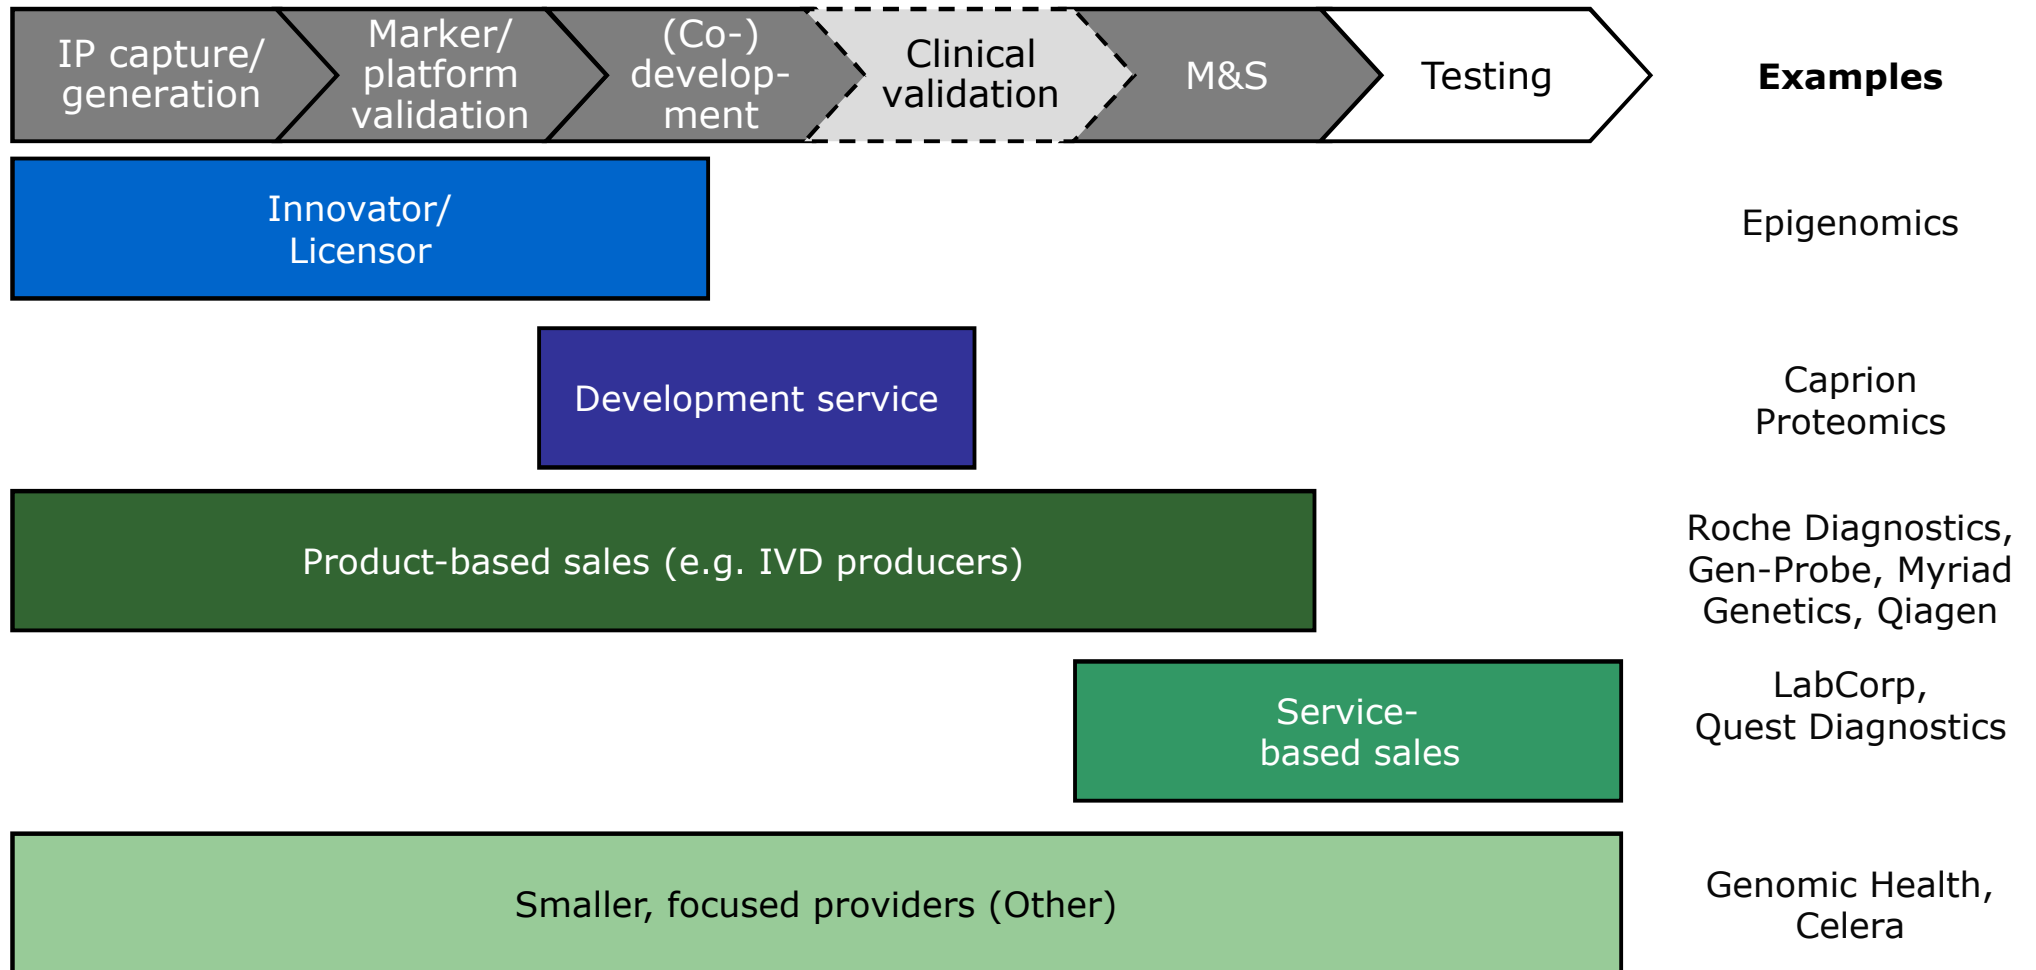 IP capture/
generation
Marker/
platform
validation
(Co-)
develop-
ment
Clinical
validation
M&S
Testing
Examples
Innovator/
Licensor
Epigenomics
Development service
Caprion
Proteomics
Product-based sales (e.g. IVD producers)
Roche Diagnostics,
Gen-Probe, Myriad
Genetics, Qiagen
Service-
based sales
LabCorp,
Quest Diagnostics
Smaller, focused providers (Other)
Genomic Health,
Celera